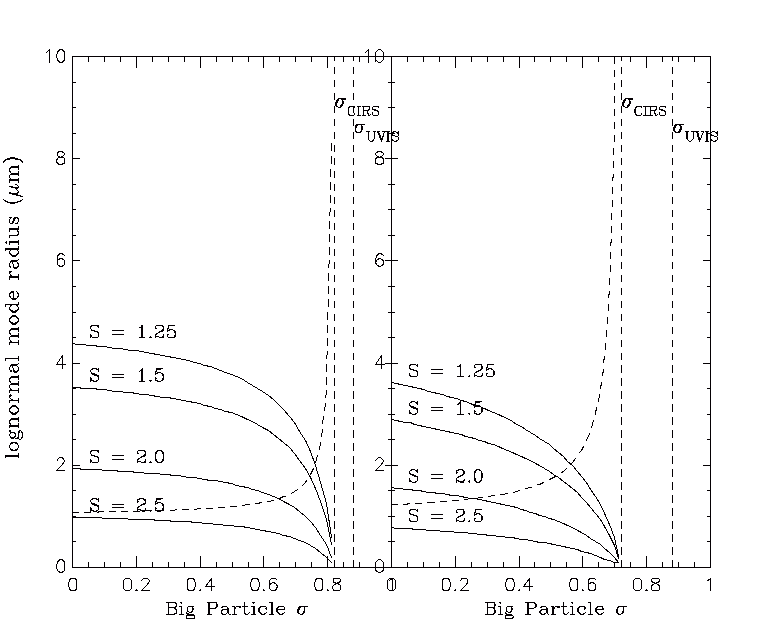 10
8
6
4
2
0
lognormal mode radius (μm)
σCIRS
σUVIS
S = 1.25
S = 1.5
S = 2.0
S = 2.5
0 0.2 0.4 0.6 0.8
Big Particle σ
10
8
6
4
2
0
σCIRS
σUVIS
S = 1.25
S = 1.5
S = 2.0
S = 2.5
0 0.2 0.4 0.6 0.8 1
Big Particle σ